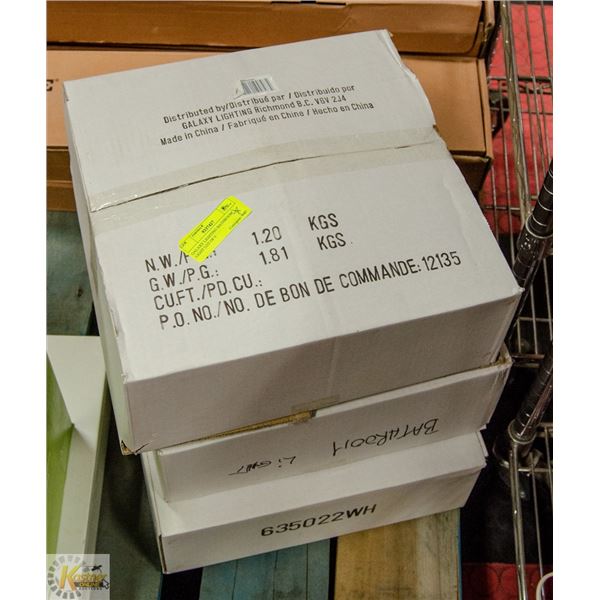 Distributed by/Distribué par / Distribuido por
GALAXY LIGHTING Richmond B.C. V6V 2J4
Made in China / Fabriqué en Chine / Hecho en China
N.W./ 1.20 KGS
G.W./P.G.: 1.81 KGS
CU.FT./PD.CU.:
P.O. NO./NO. DE BON DE COMMANDE: 12135
BATHROOM
LiGHT
635022WH